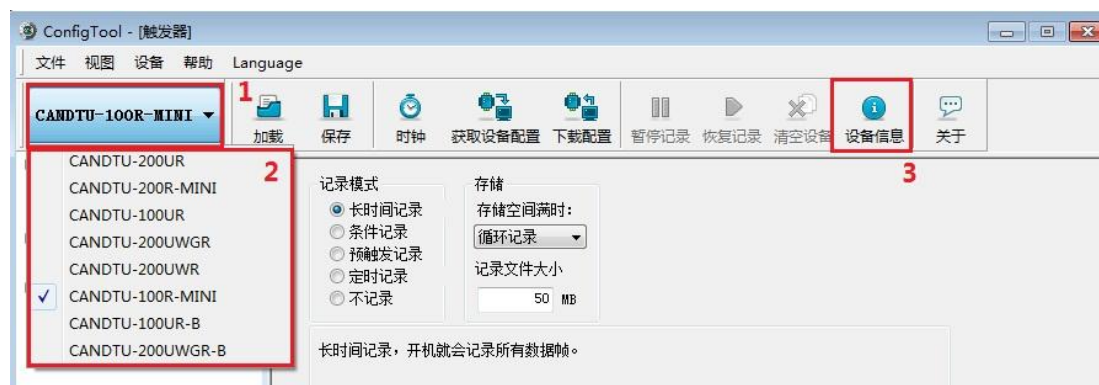 ConfigTool - [触发器]
文件 视图 设备 帮助 Language
CANDTU-100R-MINI
1
加载 保存 时钟 获取设备配置 下载配置 暂停记录 恢复记录 清空设备 设备信息 关于
CANDTU-200UR
CANDTU-200R-MINI
CANDTU-100UR
CANDTU-200UWGR
CANDTU-200UWR
CANDTU-100R-MINI
CANDTU-100UR-B
CANDTU-200UWGR-B
2
3
记录模式
长时间记录
条件记录
预触发记录
定时记录
不记录
存储
存储空间满时:
循环记录
记录文件大小
50 MB
长时间记录，开机就会记录所有数据帧。